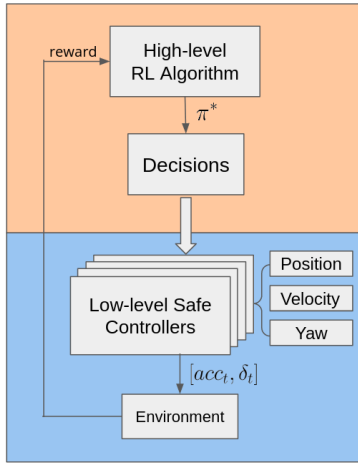 reward
High-level
RL Algorithm
π*
Decisions
Low-level Safe
Controllers
Position
Velocity
Yaw
[acc_t, δ_t]
Environment